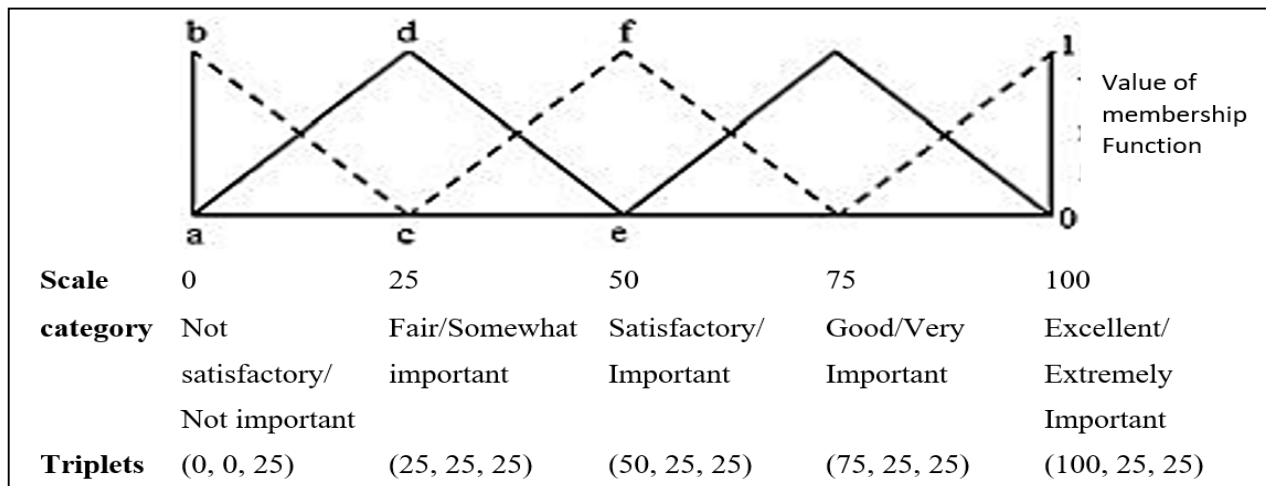 b d f 1
Value of
membership
Function
0
a c e
Scale 0 25 50 75 100
category Not Fair/Somewhat Satisfactory/ Good/Very Excellent/
satisfactory/ important Important Important Extremely
Not important Important
Triplets (0, 0, 25) (25, 25, 25) (50, 25, 25) (75, 25, 25) (100, 25, 25)